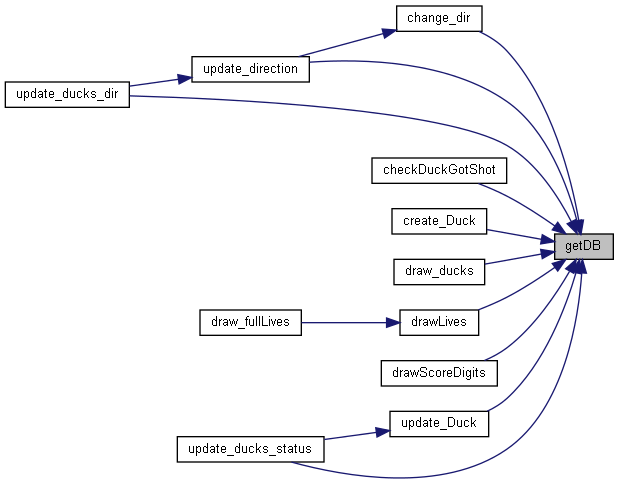 change_dir
update_direction
update_ducks_dir
checkDuckGotShot
create_Duck
getDB
draw_ducks
draw_fullLives
drawLives
drawScoreDigits
update_Duck
update_ducks_status